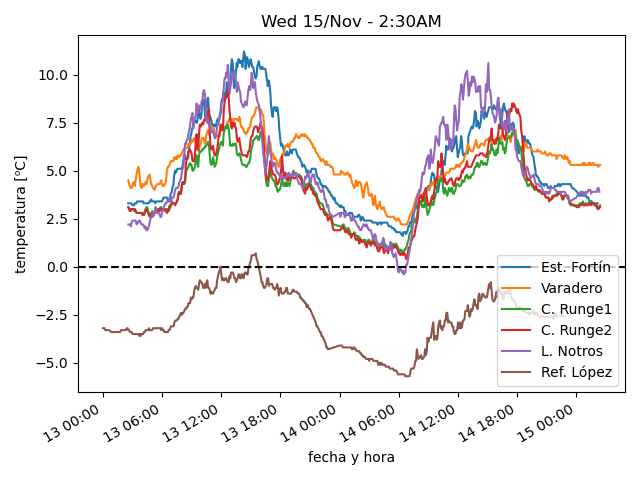 Wed 15/Nov - 2:30AM
temperatura [ºC]
10.0
7.5
5.0
2.5
0.0
−2.5
−5.0
Est. Fortín
Varadero
C. Runge1
C. Runge2
L. Notros
Ref. López
13 00:00
13 06:00
13 12:00
13 18:00
14 00:00
14 06:00
14 12:00
14 18:00
15 00:00
fecha y hora